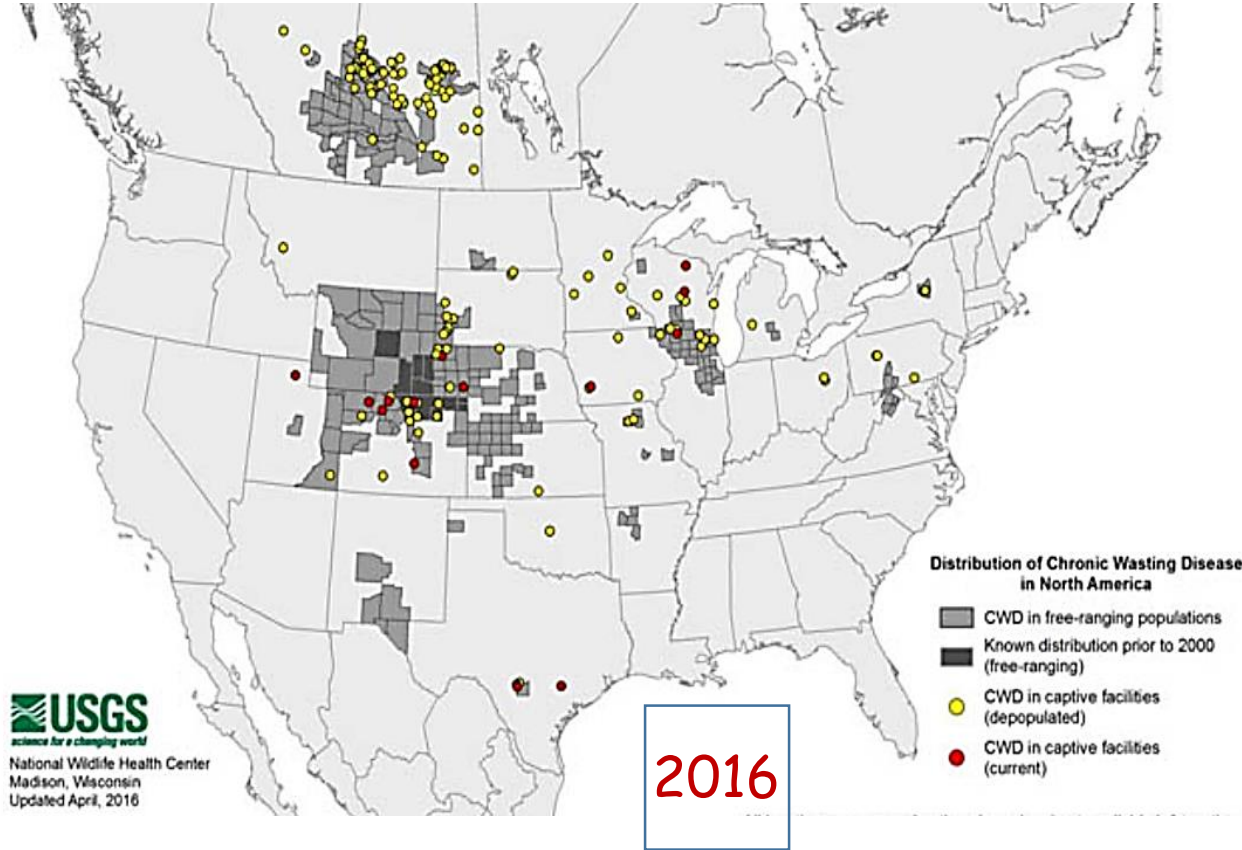 Distribution of Chronic Wasting Disease
in North America
CWD in free-ranging populations
Known distribution prior to 2000
(free-ranging)
CWD in captive facilities
(depopulated)
CWD in captive facilities
(current)
USGS
science for a changing world
National Wildlife Health Center
Madison, Wisconsin
Updated April, 2016
2016